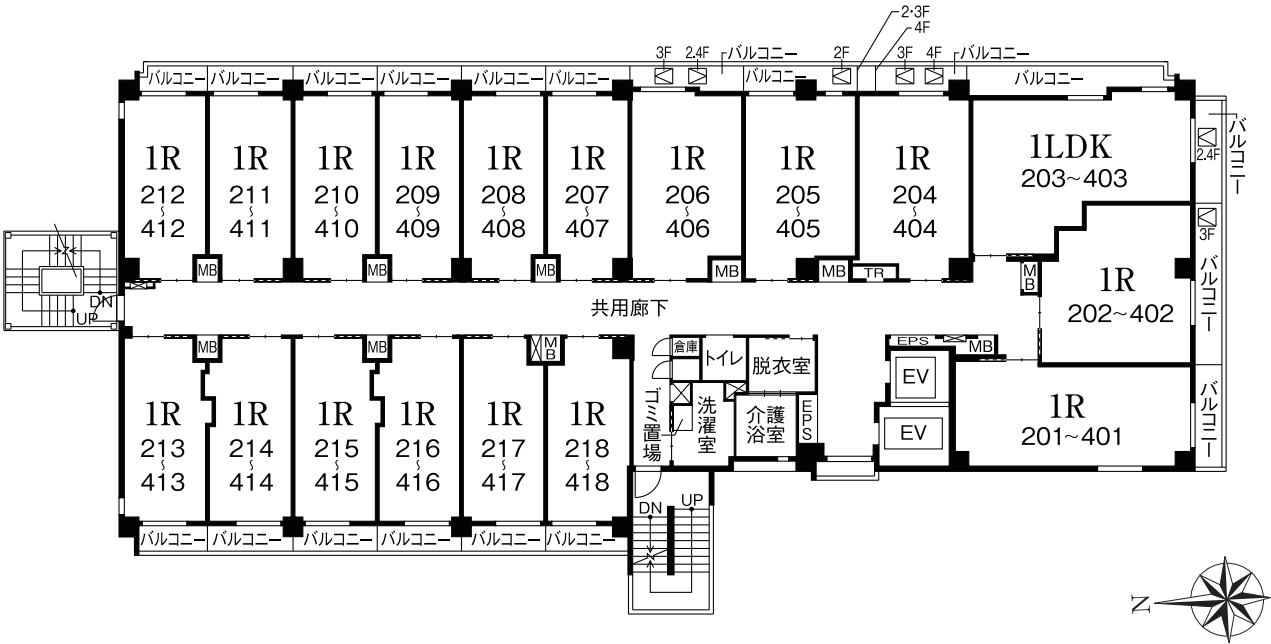 2・3F
4F
3F
2.4F
バルコニー
2F
3F
4F
バルコニー
バルコニー
バルコニー
バルコニー
バルコニー
バルコニー
バルコニー
バルコニー
バルコニー
1R
212
~
412
1R
211
~
411
1R
210
~
410
1R
209
~
409
1R
208
~
408
1R
207
~
407
1R
206
~
406
1R
205
~
405
1R
204
~
404
1LDK
203~403
2.4F
バルコニー
3F
バルコニー
1R
202~402
MB
MB
MB
MB
MB
TR
MB
DN
UP
共用廊下
MB
MB
MB
倉庫
トイレ
脱衣室
EPS
MB
EV
EV
ゴミ置場
洗濯室
介護
浴室
EPS
1R
201~401
バルコニー
1R
213
~
413
1R
214
~
414
1R
215
~
415
1R
216
~
416
1R
217
~
417
1R
218
~
418
DN
UP
バルコニー
バルコニー
バルコニー
バルコニー
バルコニー
バルコニー
N